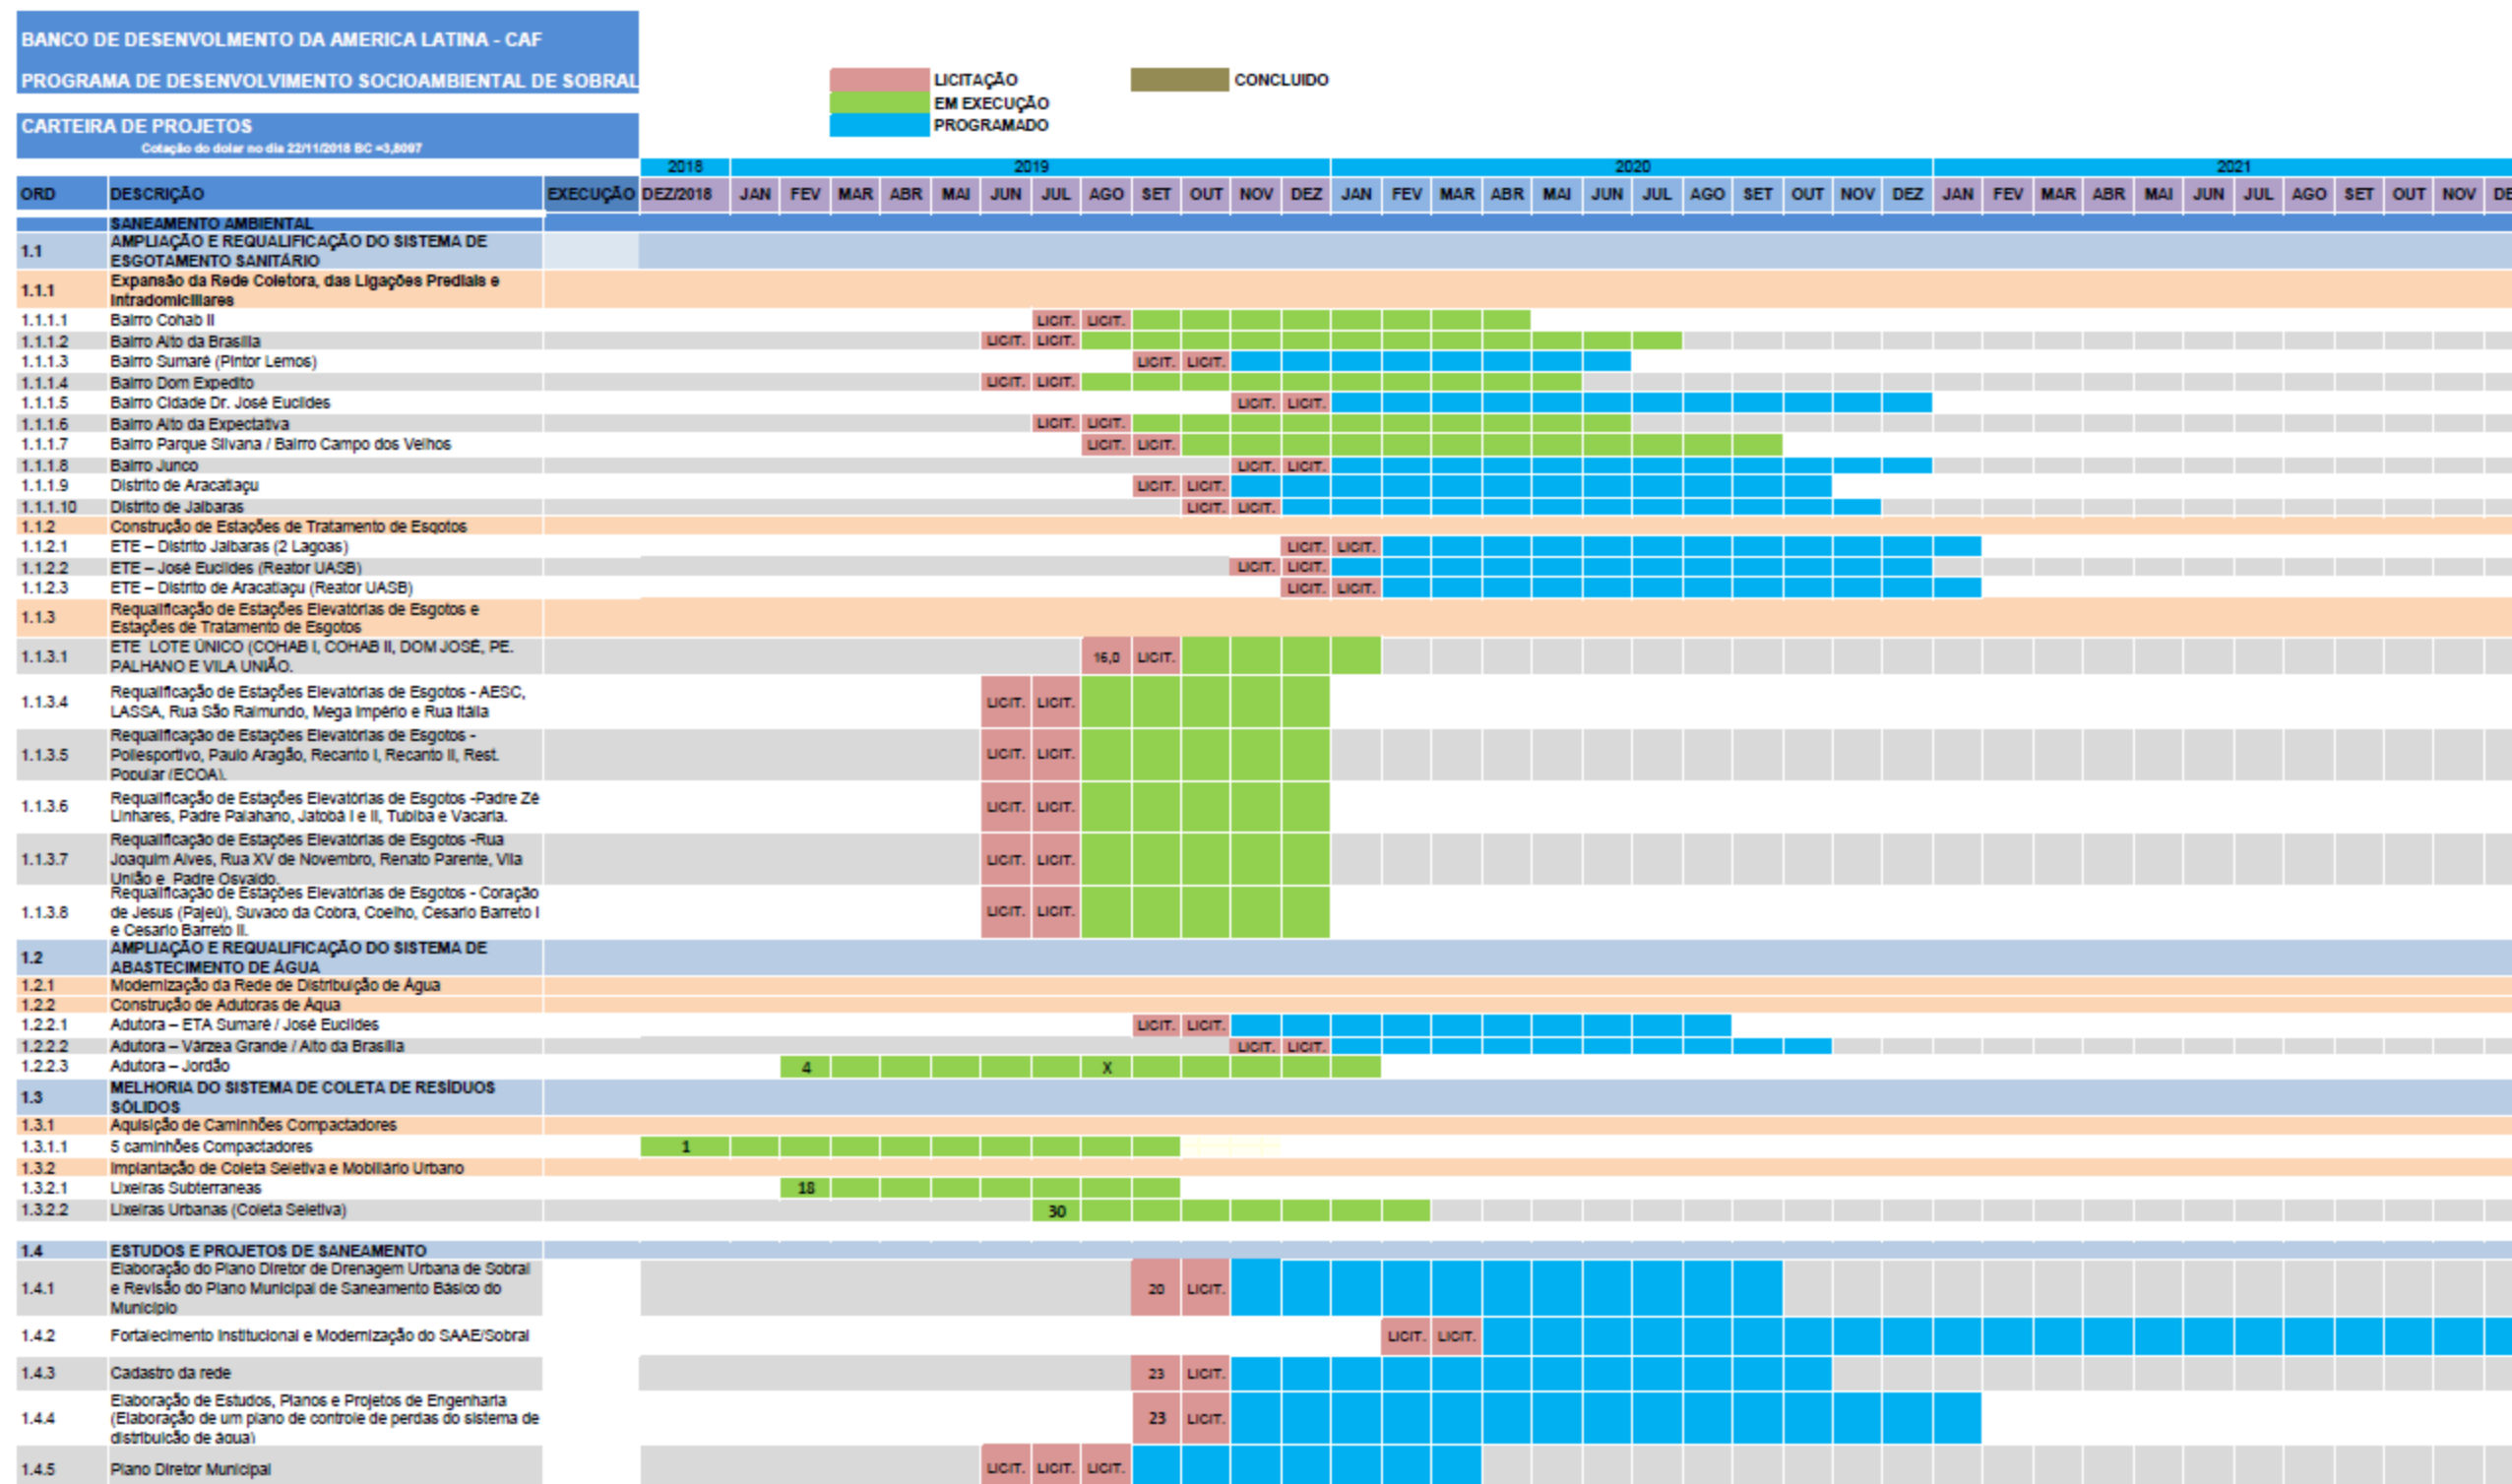 BANCO DE DESENVOLMENTO DA AMERICA LATINA - CAF
PROGRAMA DE DESENVOLVIMENTO SOCIOAMBIENTAL DE SOBRAL
LICITAÇÃO CONCLUIDO
EM EXECUÇÃO
PROGRAMADO
CARTEIRA DE PROJETOS
Cotação do dolar no dia 22/11/2018 BC =3,8097
2018 2019 2020 2021
ORD DESCRIÇÃO EXECUÇÃO DEZ/2018 JAN FEV MAR ABR MAI JUN JUL AGO SET OUT NOV DEZ JAN FEV MAR ABR MAI JUN JUL AGO SET OUT NOV DEZ JAN FEV MAR ABR MAI JUN JUL AGO SET OUT NOV DE
SANEAMENTO AMBIENTAL
1.1 AMPLIAÇÃO E REQUALIFICAÇÃO DO SISTEMA DE
ESGOTAMENTO SANITÁRIO
1.1.1 Expansão da Rede Coletora, das Ligações Prediais e
Intradomiciliares
1.1.1.1 Bairro Cohab II LICIT. LICIT.
1.1.1.2 Bairro Alto da Brasília LICIT. LICIT.
1.1.1.3 Bairro Sumaré (Pintor Lemos) LICIT. LICIT.
1.1.1.4 Bairro Dom Expedito LICIT. LICIT.
1.1.1.5 Bairro Cidade Dr. José Euclides LICIT. LICIT.
1.1.1.6 Bairro Alto da Expectativa LICIT. LICIT.
1.1.1.7 Bairro Parque Silvana / Bairro Campo dos Velhos LICIT. LICIT.
1.1.1.8 Bairro Junco LICIT. LICIT.
1.1.1.9 Distrito de Aracatiaçu LICIT. LICIT.
1.1.1.10 Distrito de Jaibaras LICIT. LICIT.
1.1.2 Construção de Estações de Tratamento de Esgotos
1.1.2.1 ETE – Distrito Jaibaras (2 Lagoas) LICIT. LICIT.
1.1.2.2 ETE – José Euclides (Reator UASB) LICIT. LICIT.
1.1.2.3 ETE – Distrito de Aracatiaçu (Reator UASB) LICIT. LICIT.
1.1.3 Requalificação de Estações Elevatórias de Esgotos e
Estações de Tratamento de Esgotos
1.1.3.1 ETE LOTE ÚNICO (COHAB I, COHAB II, DOM JOSÉ, PE.
PALHANO E VILA UNIÃO. 15,0 LICIT.
1.1.3.4 Requalificação de Estações Elevatórias de Esgotos - AESC,
LASSA, Rua São Raimundo, Mega Império e Rua Itália LICIT. LICIT.
1.1.3.5 Requalificação de Estações Elevatórias de Esgotos -
Poliesportivo, Paulo Aragão, Recanto I, Recanto II, Rest. LICIT. LICIT.
Popular (ECOA).
1.1.3.6 Requalificação de Estações Elevatórias de Esgotos -Padre Zé
Linhares, Padre Palahano, Jatobá I e II, Tubiba e Vacaria. LICIT. LICIT.
1.1.3.7 Requalificação de Estações Elevatórias de Esgotos -Rua
Joaquim Alves, Rua XV de Novembro, Renato Parente, Vila LICIT. LICIT.
União e Padre Osvaldo.
1.1.3.8 Requalificação de Estações Elevatórias de Esgotos - Coração
de Jesus (Pajeú), Suvaco da Cobra, Coelho, Cesario Barreto I LICIT. LICIT.
e Cesario Barreto II.
1.2 AMPLIAÇÃO E REQUALIFICAÇÃO DO SISTEMA DE
ABASTECIMENTO DE ÁGUA
1.2.1 Modernização da Rede de Distribuição de Água
1.2.2 Construção de Adutoras de Água
1.2.2.1 Adutora – ETA Sumaré / José Euclides LICIT. LICIT.
1.2.2.2 Adutora – Várzea Grande / Alto da Brasília LICIT. LICIT.
1.2.2.3 Adutora – Jordão 4 X
1.3 MELHORIA DO SISTEMA DE COLETA DE RESÍDUOS
SÓLIDOS
1.3.1 Aquisição de Caminhões Compactadores
1.3.1.1 5 caminhões Compactadores 1
1.3.2 Implantação de Coleta Seletiva e Mobiliário Urbano
1.3.2.1 Lixeiras Subterraneas 18
1.3.2.2 Lixeiras Urbanas (Coleta Seletiva) 30
1.4 ESTUDOS E PROJETOS DE SANEAMENTO
1.4.1 Elaboração do Plano Diretor de Drenagem Urbana de Sobral
e Revisão do Plano Municipal de Saneamento Básico do 20 LICIT.
Município
1.4.2 Fortalecimento Institucional e Modernização do SAAE/Sobral LICIT. LICIT.
1.4.3 Cadastro da rede 23 LICIT.
1.4.4 Elaboração de Estudos, Planos e Projetos de Engenharia
(Elaboração de um plano de controle de perdas do sistema de 23 LICIT.
distribuição de água)
1.4.5 Plano Diretor Municipal LICIT. LICIT. LICIT.